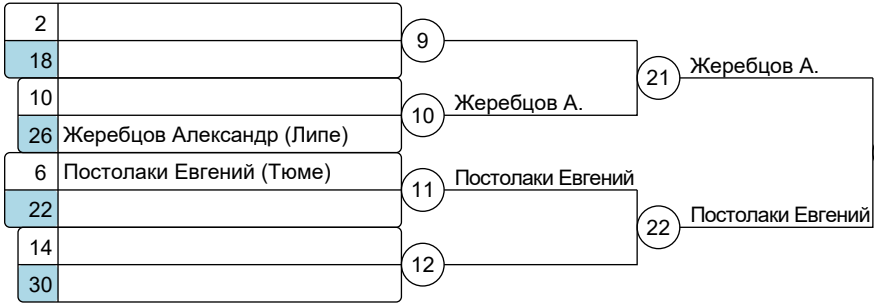 2
18
9
10
26 Жеребцов Александр (Липе)
10
Жеребцов А.
21
Жеребцов А.
6 Постолаки Евгений (Тюме)
22
11
Постолаки Евгений
14
30
12
22
Постолаки Евгений